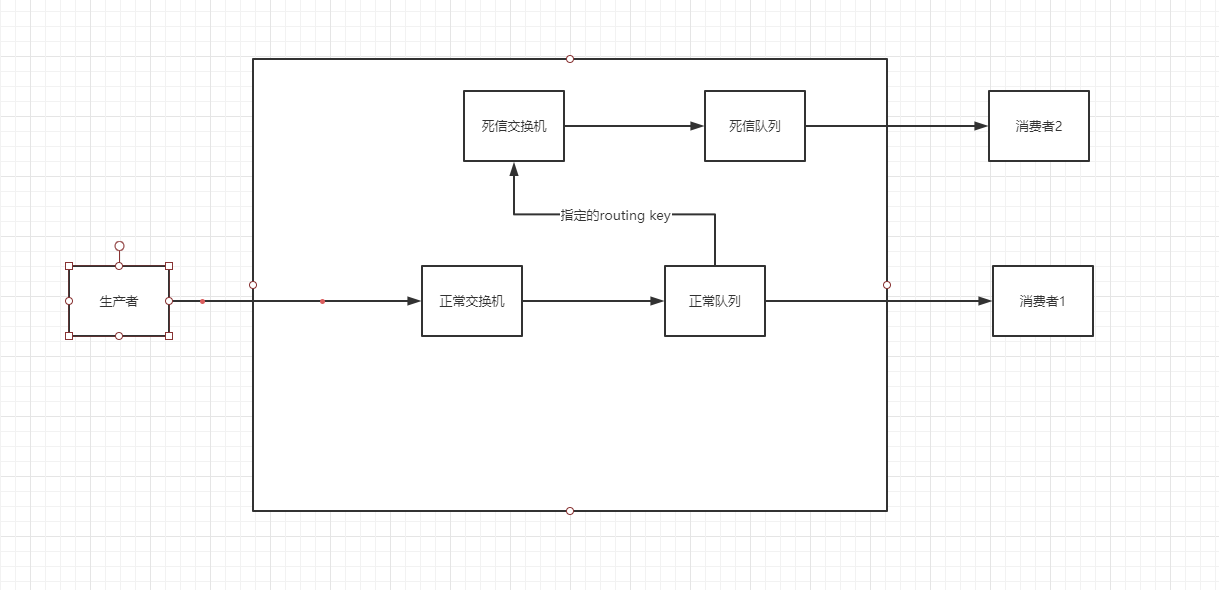 死信交换机
死信队列
消费者2
指定的routing key
生产者
正常交换机
正常队列
消费者1